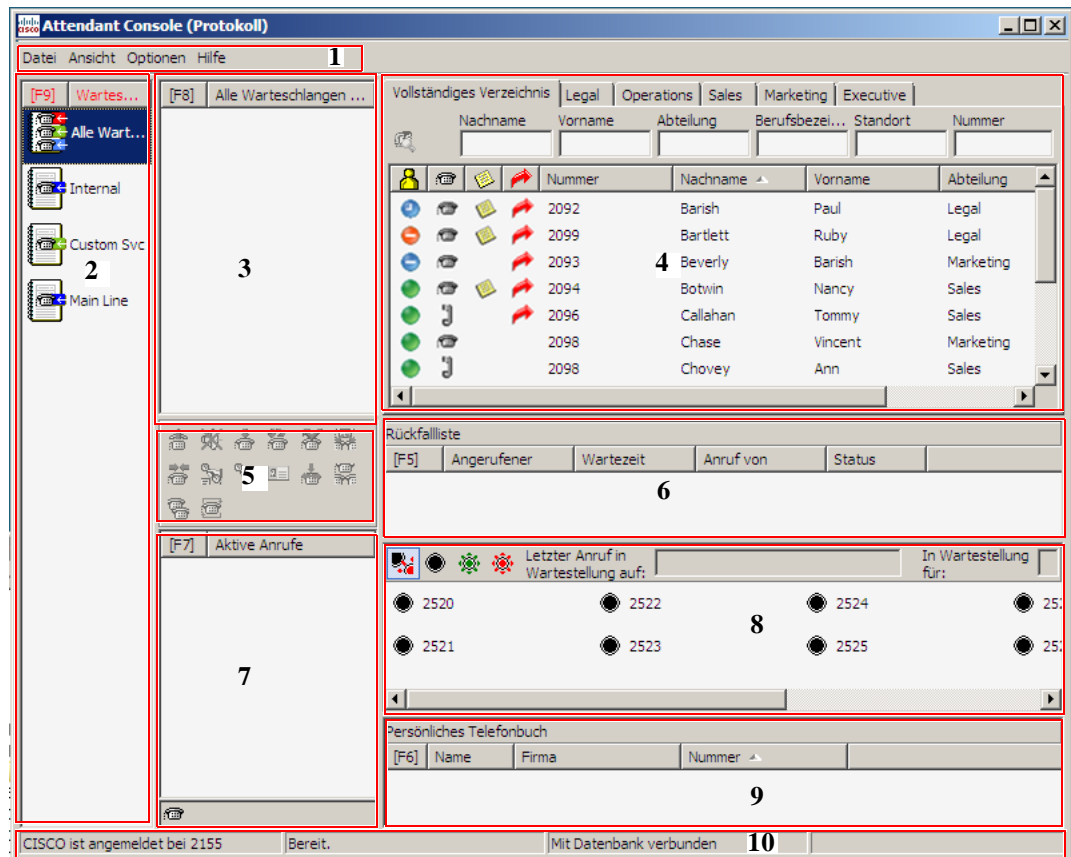 cisco Attendant Console (Protokoll)
Datei Ansicht Optionen Hilfe 1
[F9] Wartes...
Alle Wart...
Internal
Custom Svc
2
Main Line
[F8] Alle Warteschlangen ...
3
Vollständiges Verzeichnis Legal Operations Sales Marketing Executive
Nachname Vorname Abteilung Berufsbezei... Standort Nummer
Nummer Nachname Vorname Abteilung
2092 Barish Paul Legal
2099 Bartlett Ruby Legal
2093 4 Beverly Barish Marketing
2094 Botwin Nancy Sales
2096 Callahan Tommy Sales
2098 Chase Vincent Marketing
2098 Chovey Ann Sales
5
Rückfallliste
[F5] Angerufener Wartezeit Anruf von Status
6
[F7] Aktive Anrufe
7
Letzter Anruf in Wartestellung auf:
In Wartestellung für:
2520 2522 2524 252
8
2521 2523 2525 252
Persönliches Telefonbuch
[F6] Name Firma Nummer
9
CISCO ist angemeldet bei 2155 Bereit. Mit Datenbank verbunden 10